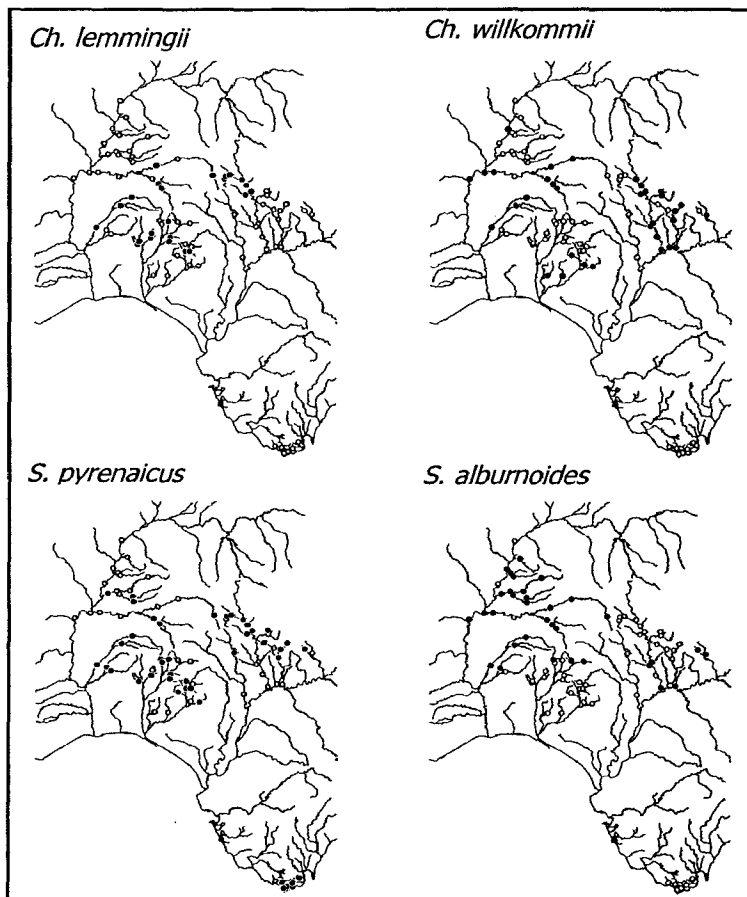 Ch. lemmingii
Ch. willkommii
S. pyrenaicus
S. alburnoides